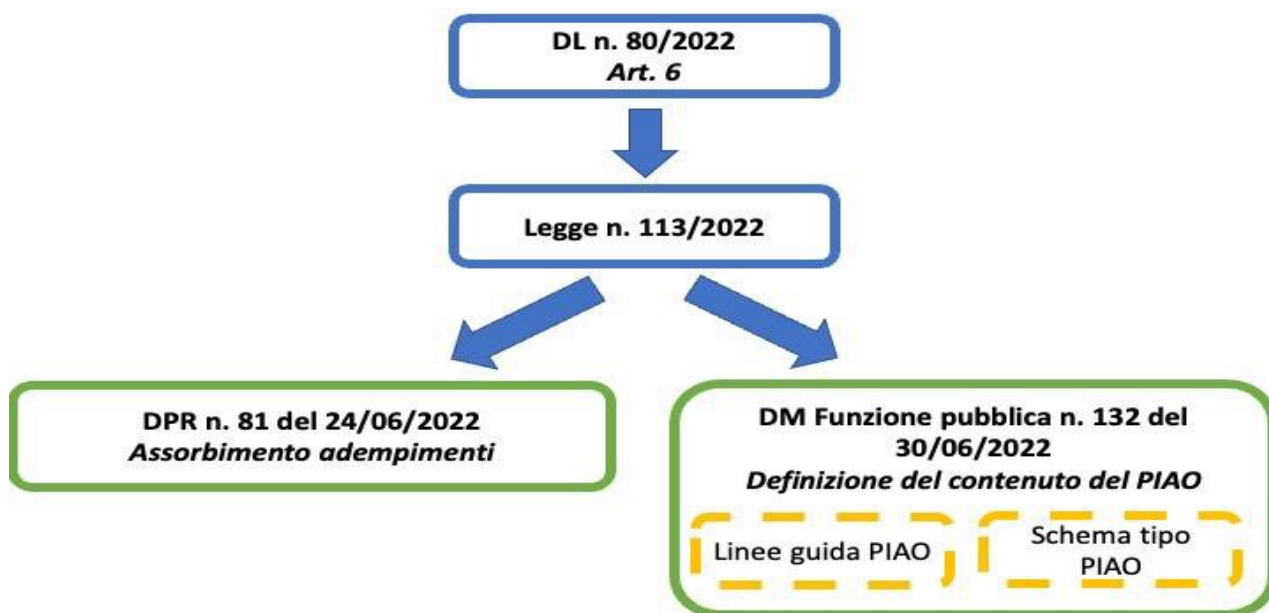 DL n. 80/2022
Art. 6
Legge n. 113/2022
DPR n. 81 del 24/06/2022
Assorbimento adempimenti
DM Funzione pubblica n. 132 del
30/06/2022
Definizione del contenuto del PIAO
Linee guida PIAO
Schema tipo
PIAO